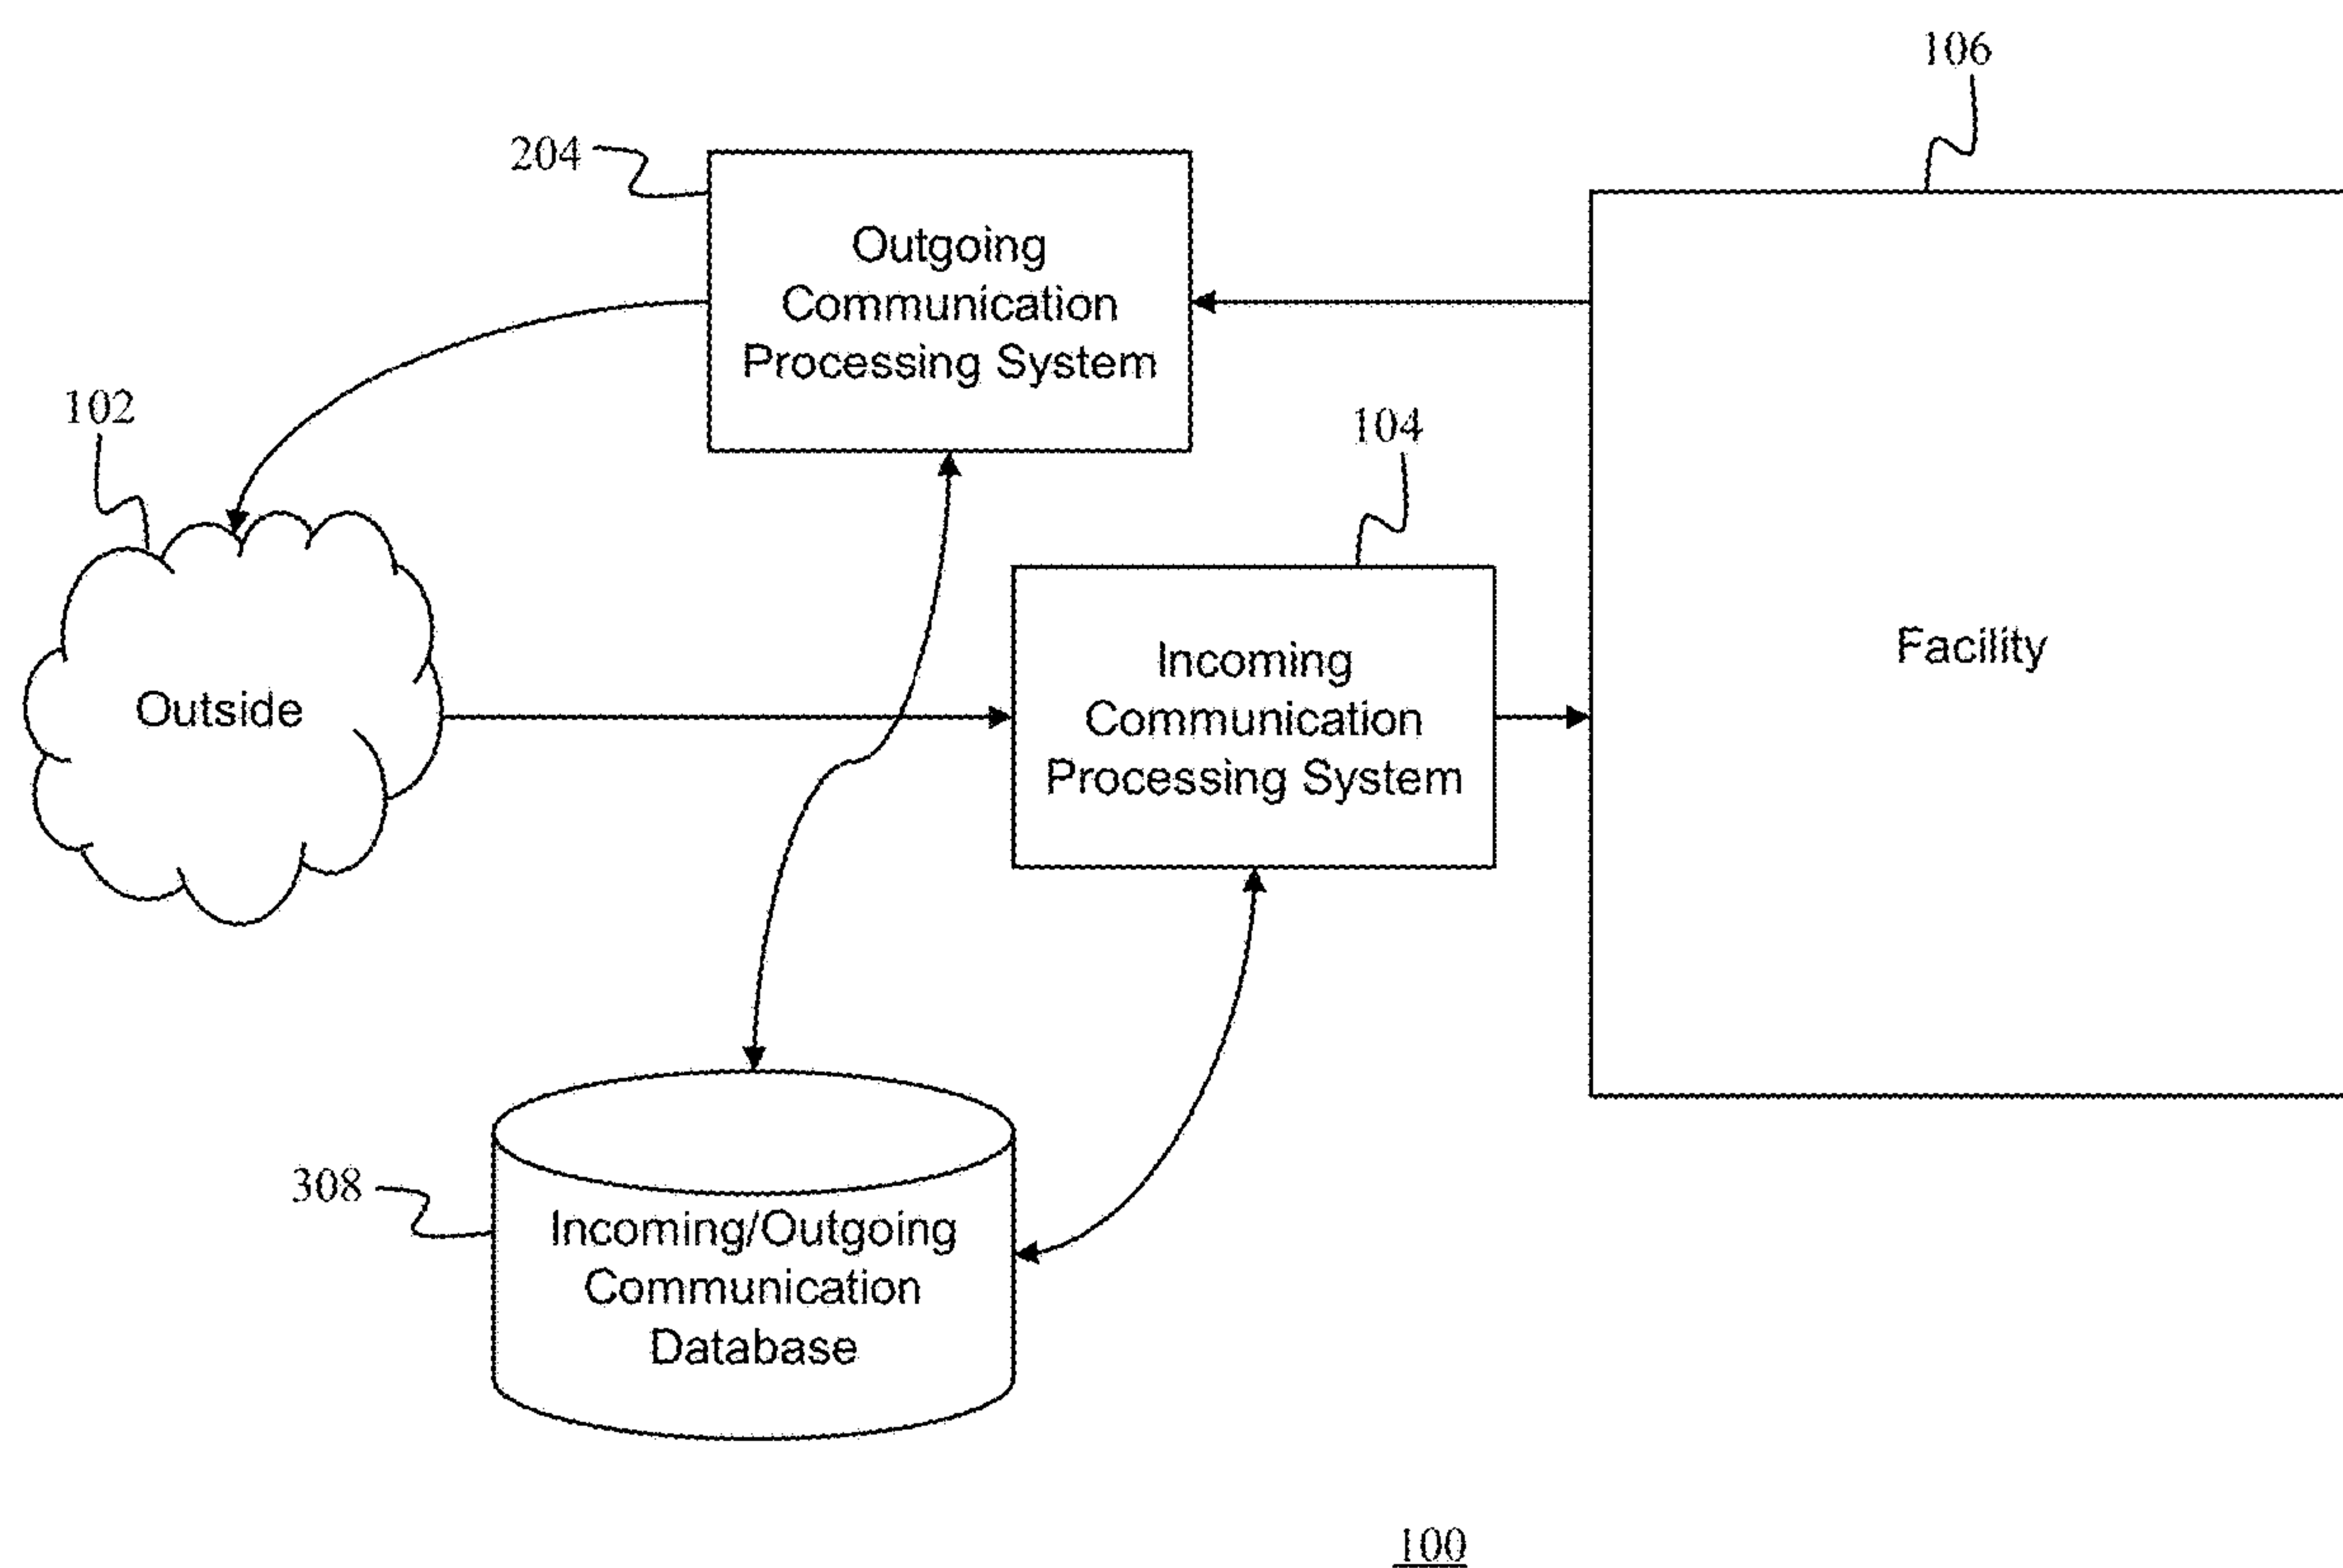 106
204
Outgoing
Communication
Processing System
102
104
Incoming
Communication
Processing System
Facility
Outside
308
Incoming/Outgoing
Communication
Database
100